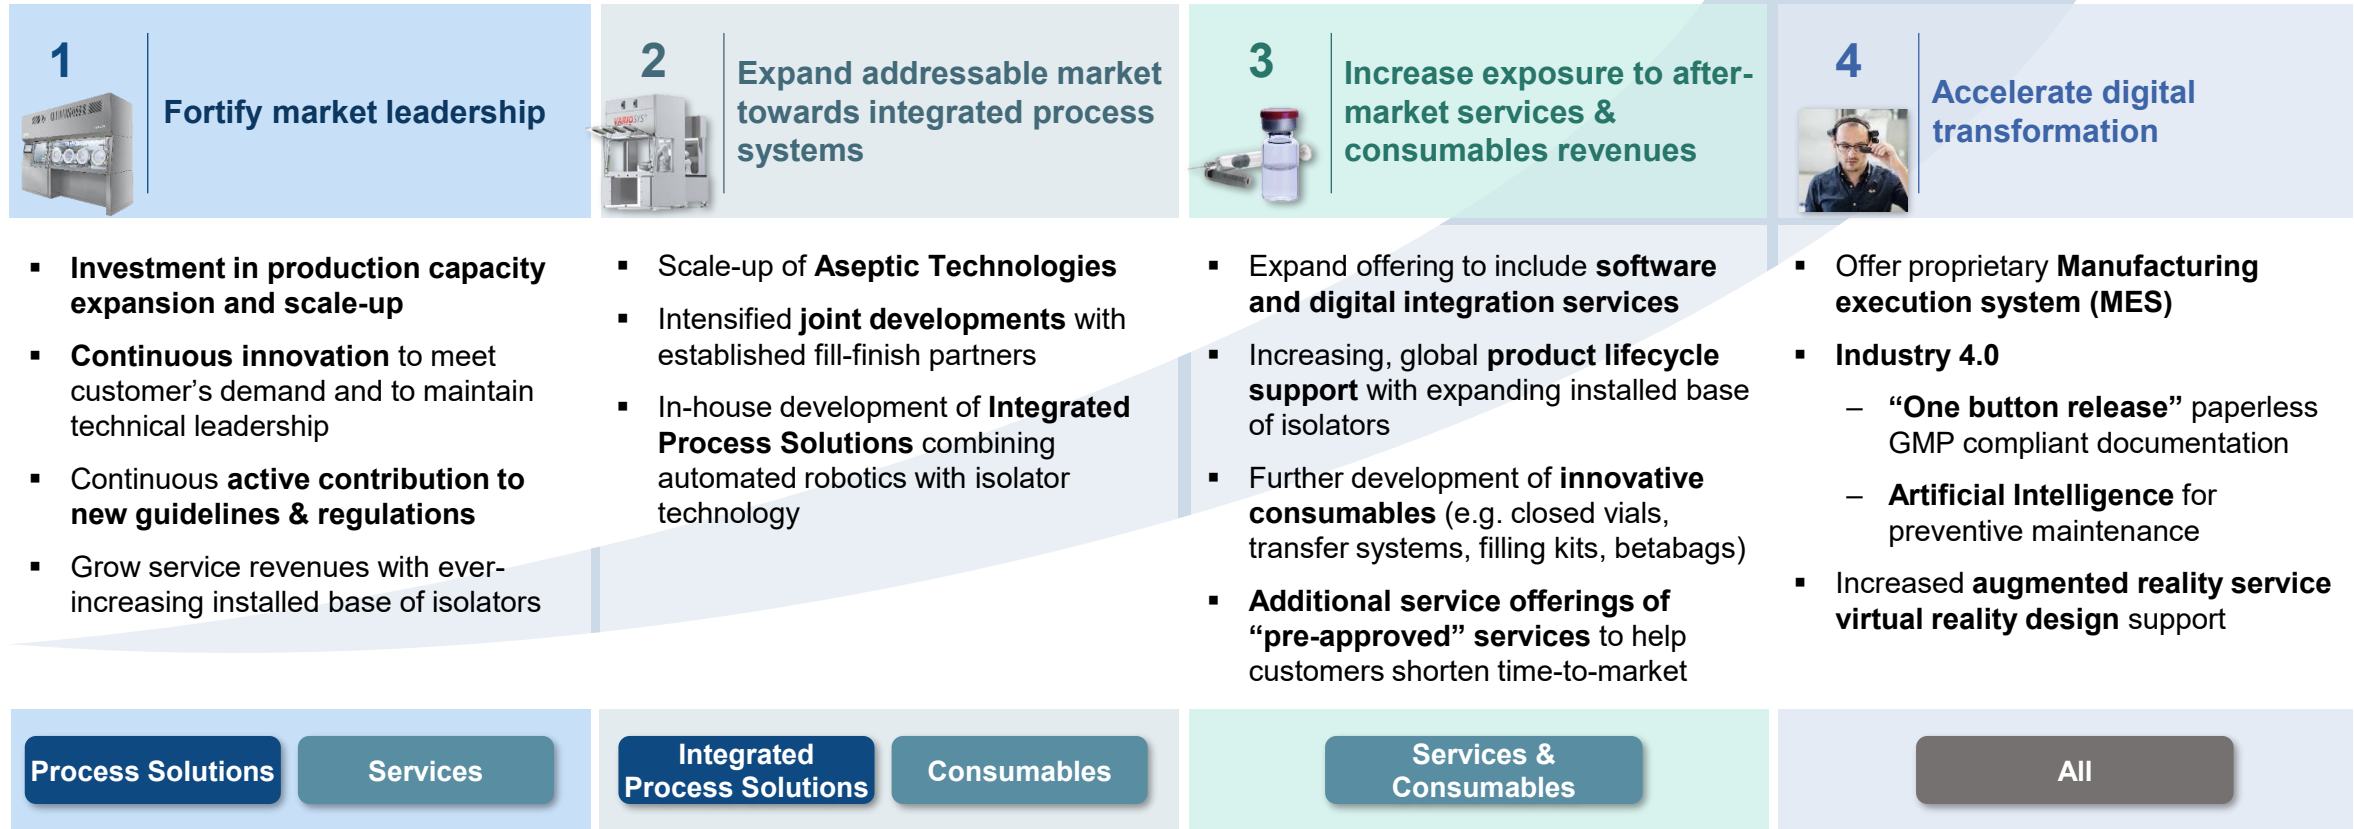 1
Fortify market leadership
▪ Investment in production capacity
expansion and scale-up
▪ Continuous innovation to meet
customer’s demand and to maintain
technical leadership
▪ Continuous active contribution to
new guidelines & regulations
▪ Grow service revenues with ever-
increasing installed base of isolators
Process Solutions
Services
2
VARIOSYS
Expand addressable market
towards integrated process
systems
▪ Scale-up of Aseptic Technologies
▪ Intensified joint developments with
established fill-finish partners
▪ In-house development of Integrated
Process Solutions combining
automated robotics with isolator
technology
Integrated
Process Solutions
Consumables
3
Increase exposure to after-
market services &
consumables revenues
▪ Expand offering to include software
and digital integration services
▪ Increasing, global product lifecycle
support with expanding installed base
of isolators
▪ Further development of innovative
consumables (e.g. closed vials,
transfer systems, filling kits, betabags)
▪ Additional service offerings of
“pre-approved” services to help
customers shorten time-to-market
Services &
Consumables
4
Accelerate digital
transformation
▪ Offer proprietary Manufacturing
execution system (MES)
▪ Industry 4.0
– “One button release” paperless
GMP compliant documentation
– Artificial Intelligence for
preventive maintenance
▪ Increased augmented reality service
virtual reality design support
All